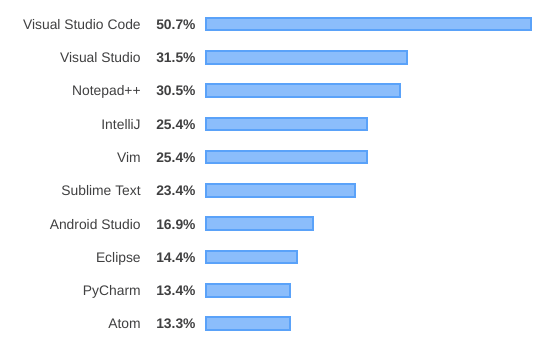 Visual Studio Code 50.7%
Visual Studio 31.5%
Notepad++ 30.5%
IntelliJ 25.4%
Vim 25.4%
Sublime Text 23.4%
Android Studio 16.9%
Eclipse 14.4%
PyCharm 13.4%
Atom 13.3%